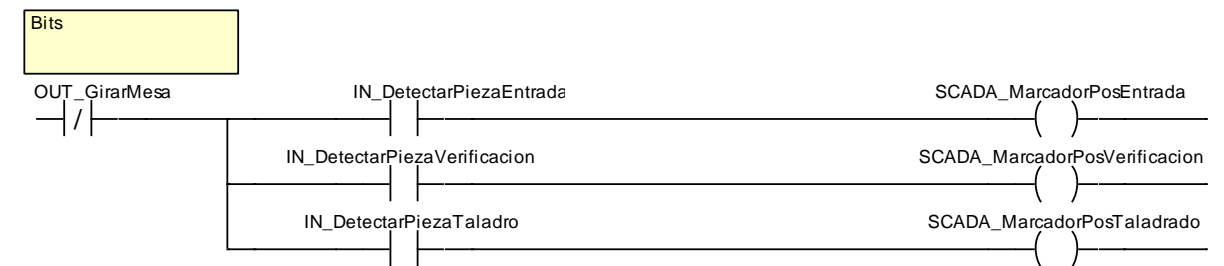 Bits
OUT_GirarMesa IN_DetectarPiezaEntrada SCADA_MarcadorPosEntrada
IN_DetectarPiezaVerificacion SCADA_MarcadorPosVerificacion
IN_DetectarPiezaTaladro SCADA_MarcadorPosTaladrado